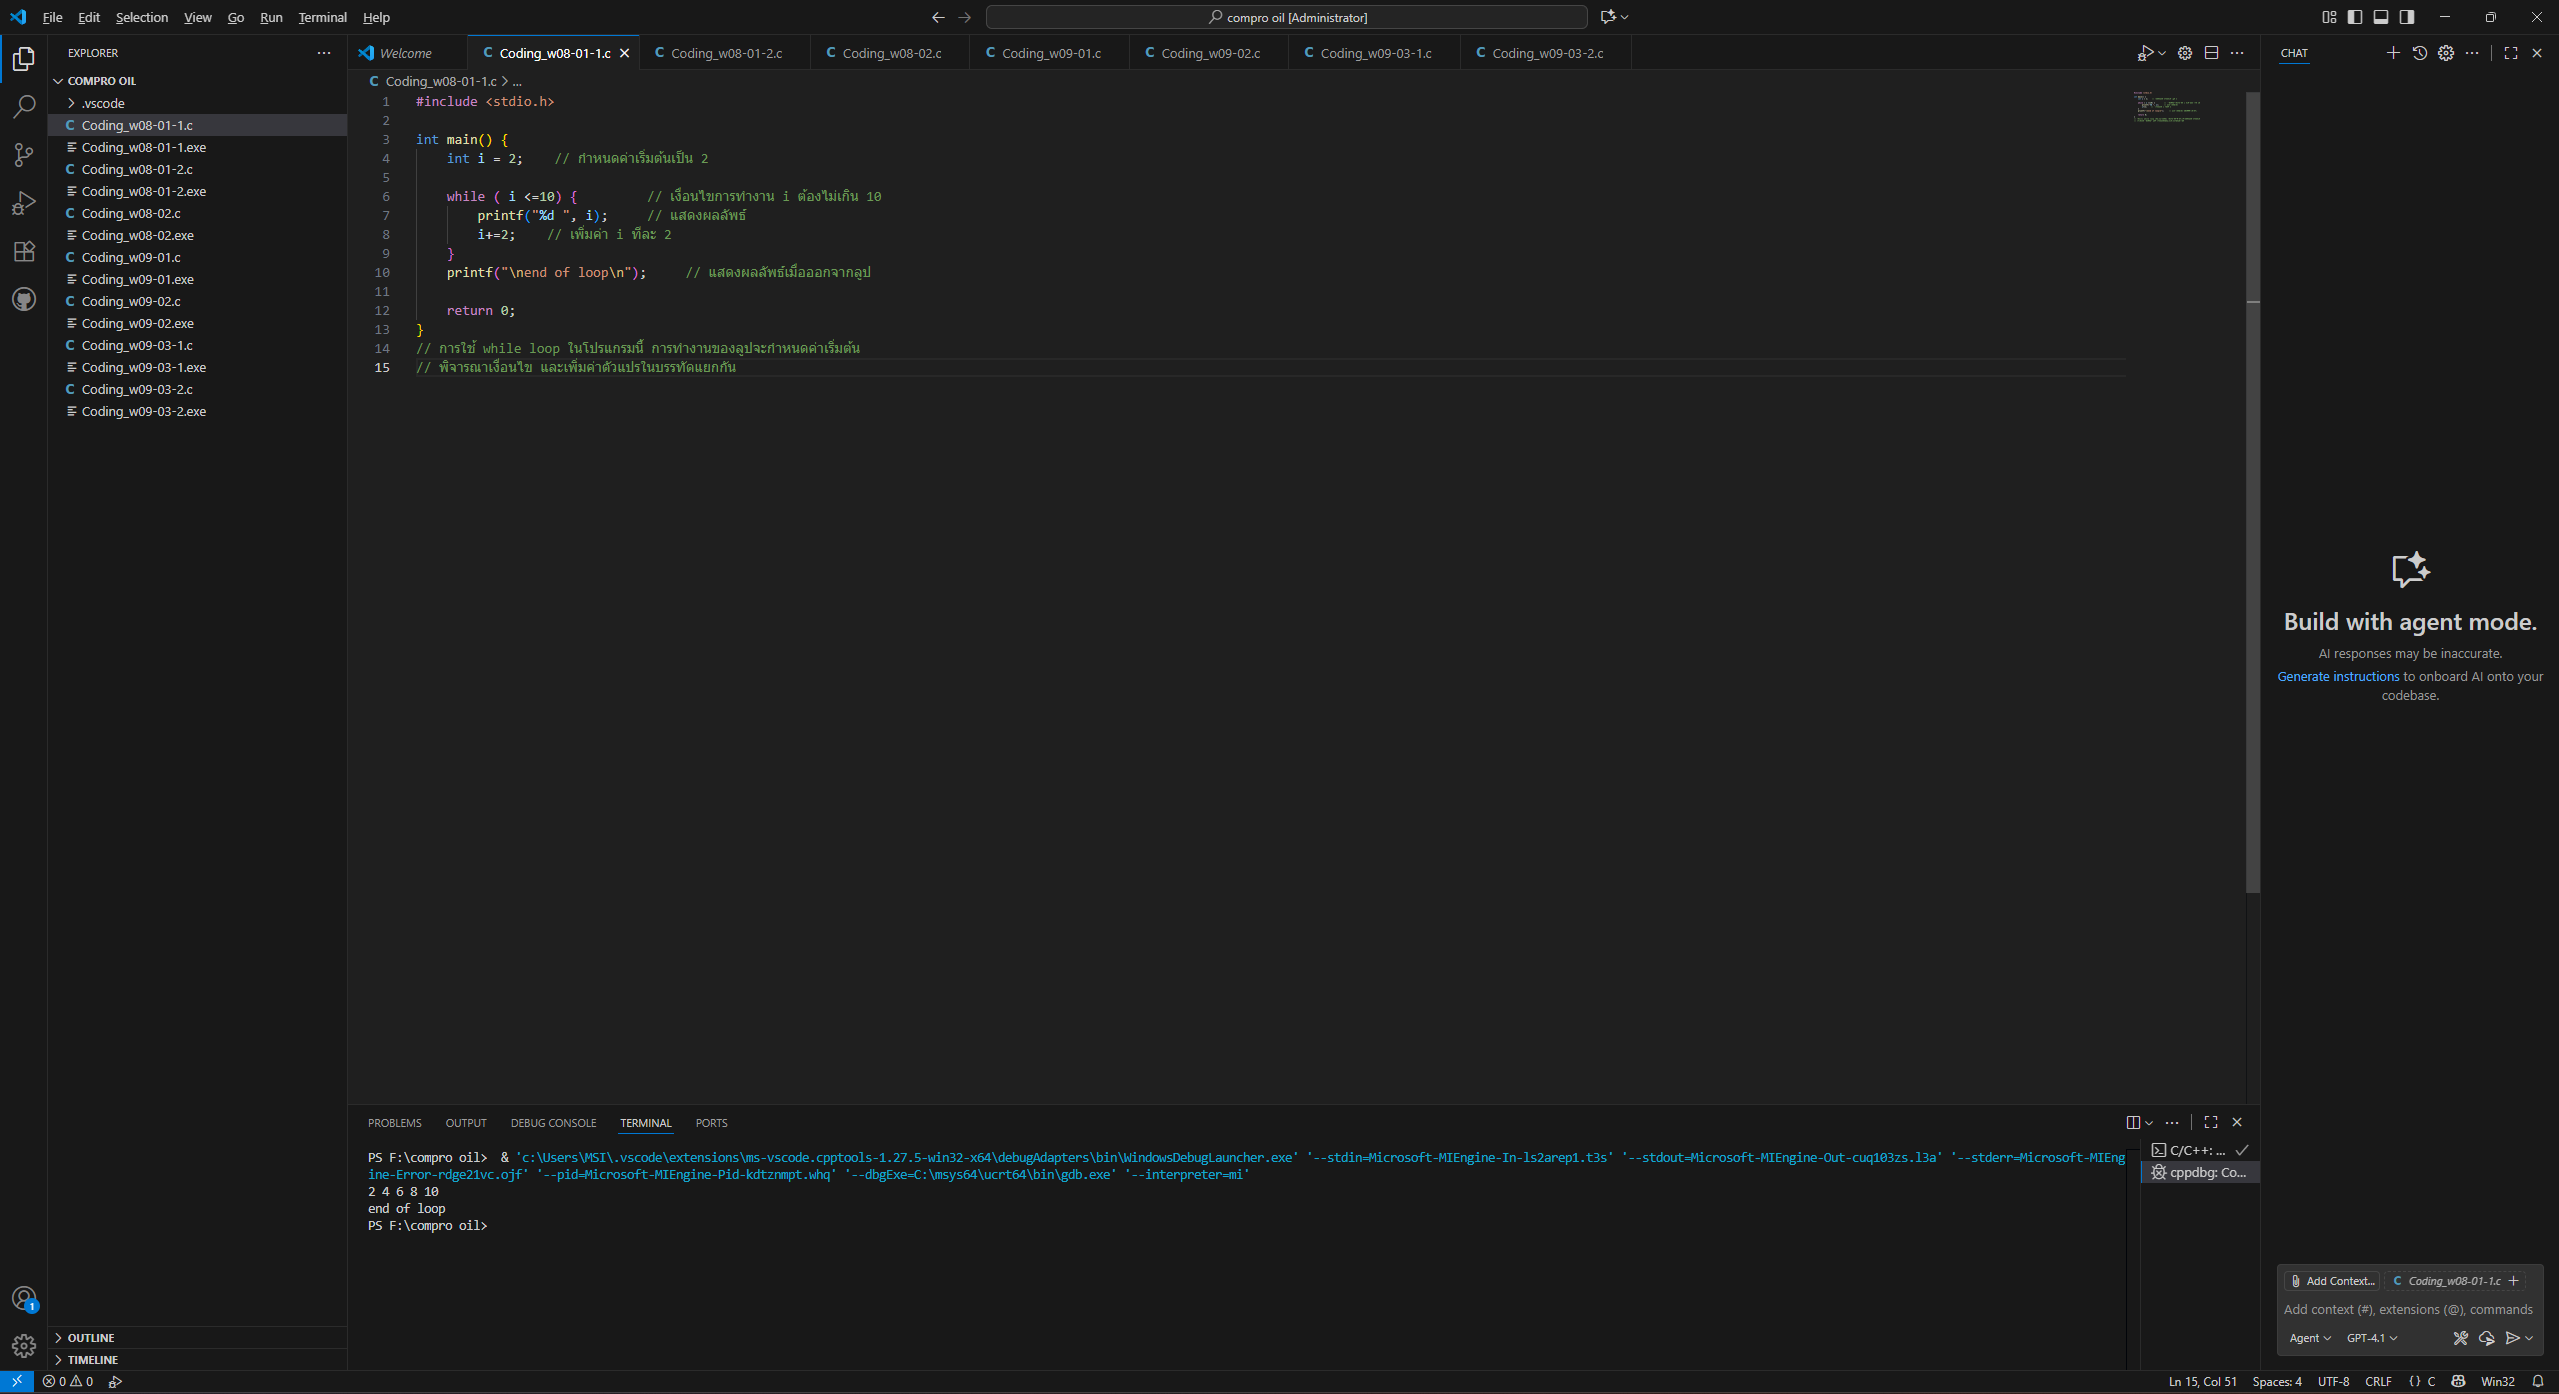 File Edit Selection View Go Run Terminal Help
compro oil [Administrator]
EXPLORER
COMPRO OIL
.vscode
Coding_w08-01-1.c
Coding_w08-01-1.exe
Coding_w08-01-2.c
Coding_w08-01-2.exe
Coding_w08-02.c
Coding_w08-02.exe
Coding_w09-01.c
Coding_w09-01.exe
Coding_w09-02.c
Coding_w09-02.exe
Coding_w09-03-1.c
Coding_w09-03-1.exe
Coding_w09-03-2.c
Coding_w09-03-2.exe
OUTLINE
TIMELINE
Welcome Coding_w08-01-1.c Coding_w08-01-2.c Coding_w08-02.c Coding_w09-01.c Coding_w09-02.c Coding_w09-03-1.c Coding_w09-03-2.c
Coding_w08-01-1.c > ...
1 #include <stdio.h>
2
3 int main() {
4 int i = 2; // กำหนดค่าเริ่มต้นเป็น 2
5
6 while ( i <=10) { // เงื่อนไขการทำงาน i ต้องไม่เกิน 10
7 printf("%d ", i); // แสดงผลลัพธ์
8 i+=2; // เพิ่มค่า i ทีละ 2
9 }
10 printf("\nend of loop\n"); // แสดงผลลัพธ์เมื่อออกจากลูป
11
12 return 0;
13 }
14 // การใช้ while loop ในโปรแกรมนี้ การทำงานของลูปจะกำหนดค่าเริ่มต้น
15 // พิจารณาเงื่อนไข และเพิ่มค่าตัวแปรในบรรทัดแยกกัน
PROBLEMS OUTPUT DEBUG CONSOLE TERMINAL PORTS
PS F:\compro oil> & 'c:\Users\MSI\.vscode\extensions\ms-vscode.cpptools-1.27.5-win32-x64\debugAdapters\bin\WindowsDebugLauncher.exe' '--stdin=Microsoft-MIEngine-In-ls2arep1.t3s' '--stdout=Microsoft-MIEngine-Out-cuq103zs.l3a' '--stderr=Microsoft-MIEng
ine-Error-rdge21vc.ojf' '--pid=Microsoft-MIEngine-Pid-kdtznmpt.whq' '--dbgExe=C:\msys64\ucrt64\bin\gdb.exe' '--interpreter=mi'
2 4 6 8 10
end of loop
PS F:\compro oil>
C/C++: ...
cppdbg: Co...
CHAT
Build with agent mode.
AI responses may be inaccurate.
Generate instructions to onboard AI onto your
codebase.
Add Context... Coding_w08-01-1.c
Add context (#), extensions (@), commands
Agent GPT-4.1
1
0 0
Ln 15, Col 51 Spaces: 4 UTF-8 CRLF {} C Win32